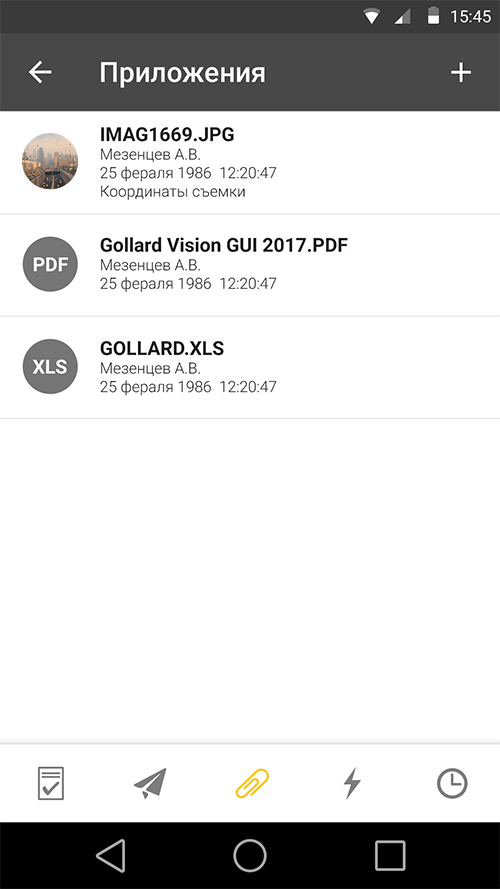 15:45
Приложения
IMAG1669.JPG
Мезенцев А.В.
25 фераля 1986 12:20:47
Координаты съемки
PDF
Gollard Vision GUI 2017.PDF
Мезенцев А.В.
25 фераля 1986 12:20:47
XLS
GOLLARD.XLS
Мезенцев А.В.
25 фераля 1986 12:20:47